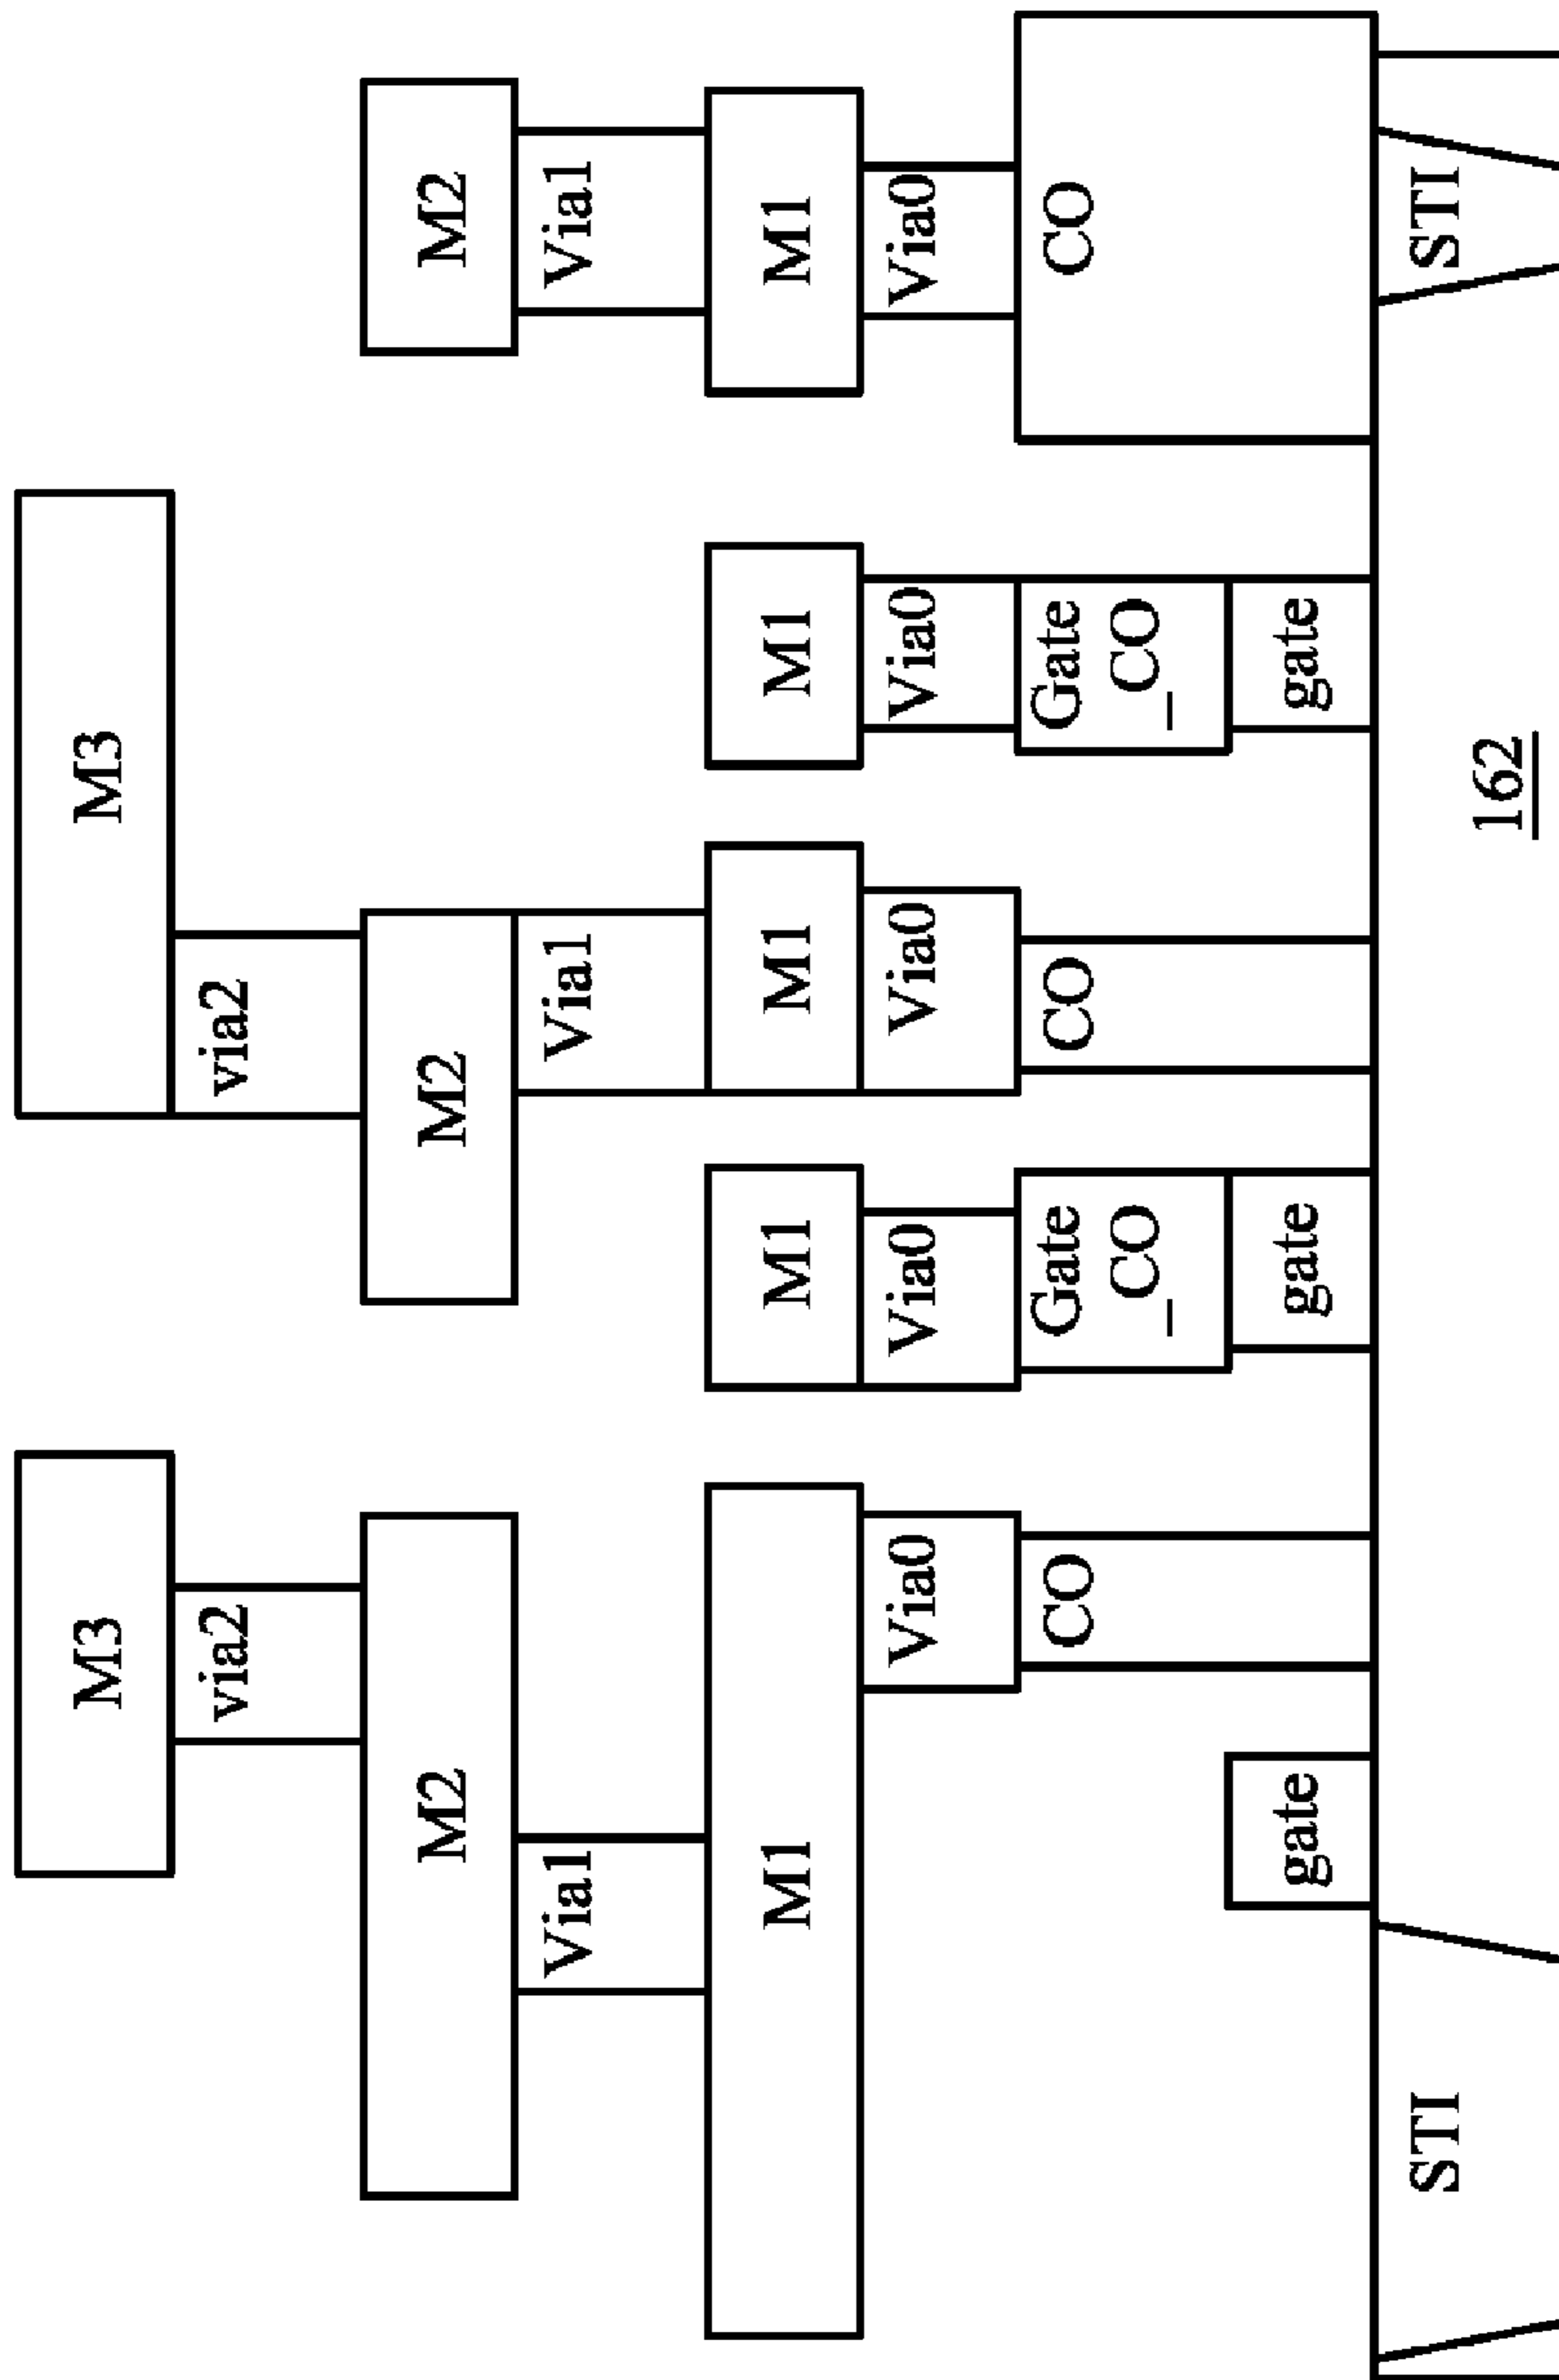 M3 M3
via2 via2
M2 M2 M2
Via1 Via1 Via1
M1 M1 M1 M1 M1
Via0 Via0 Via0 Via0 Via0
CO Gate CO Gate CO
_CO _CO
gate gate gate
STI STI
162